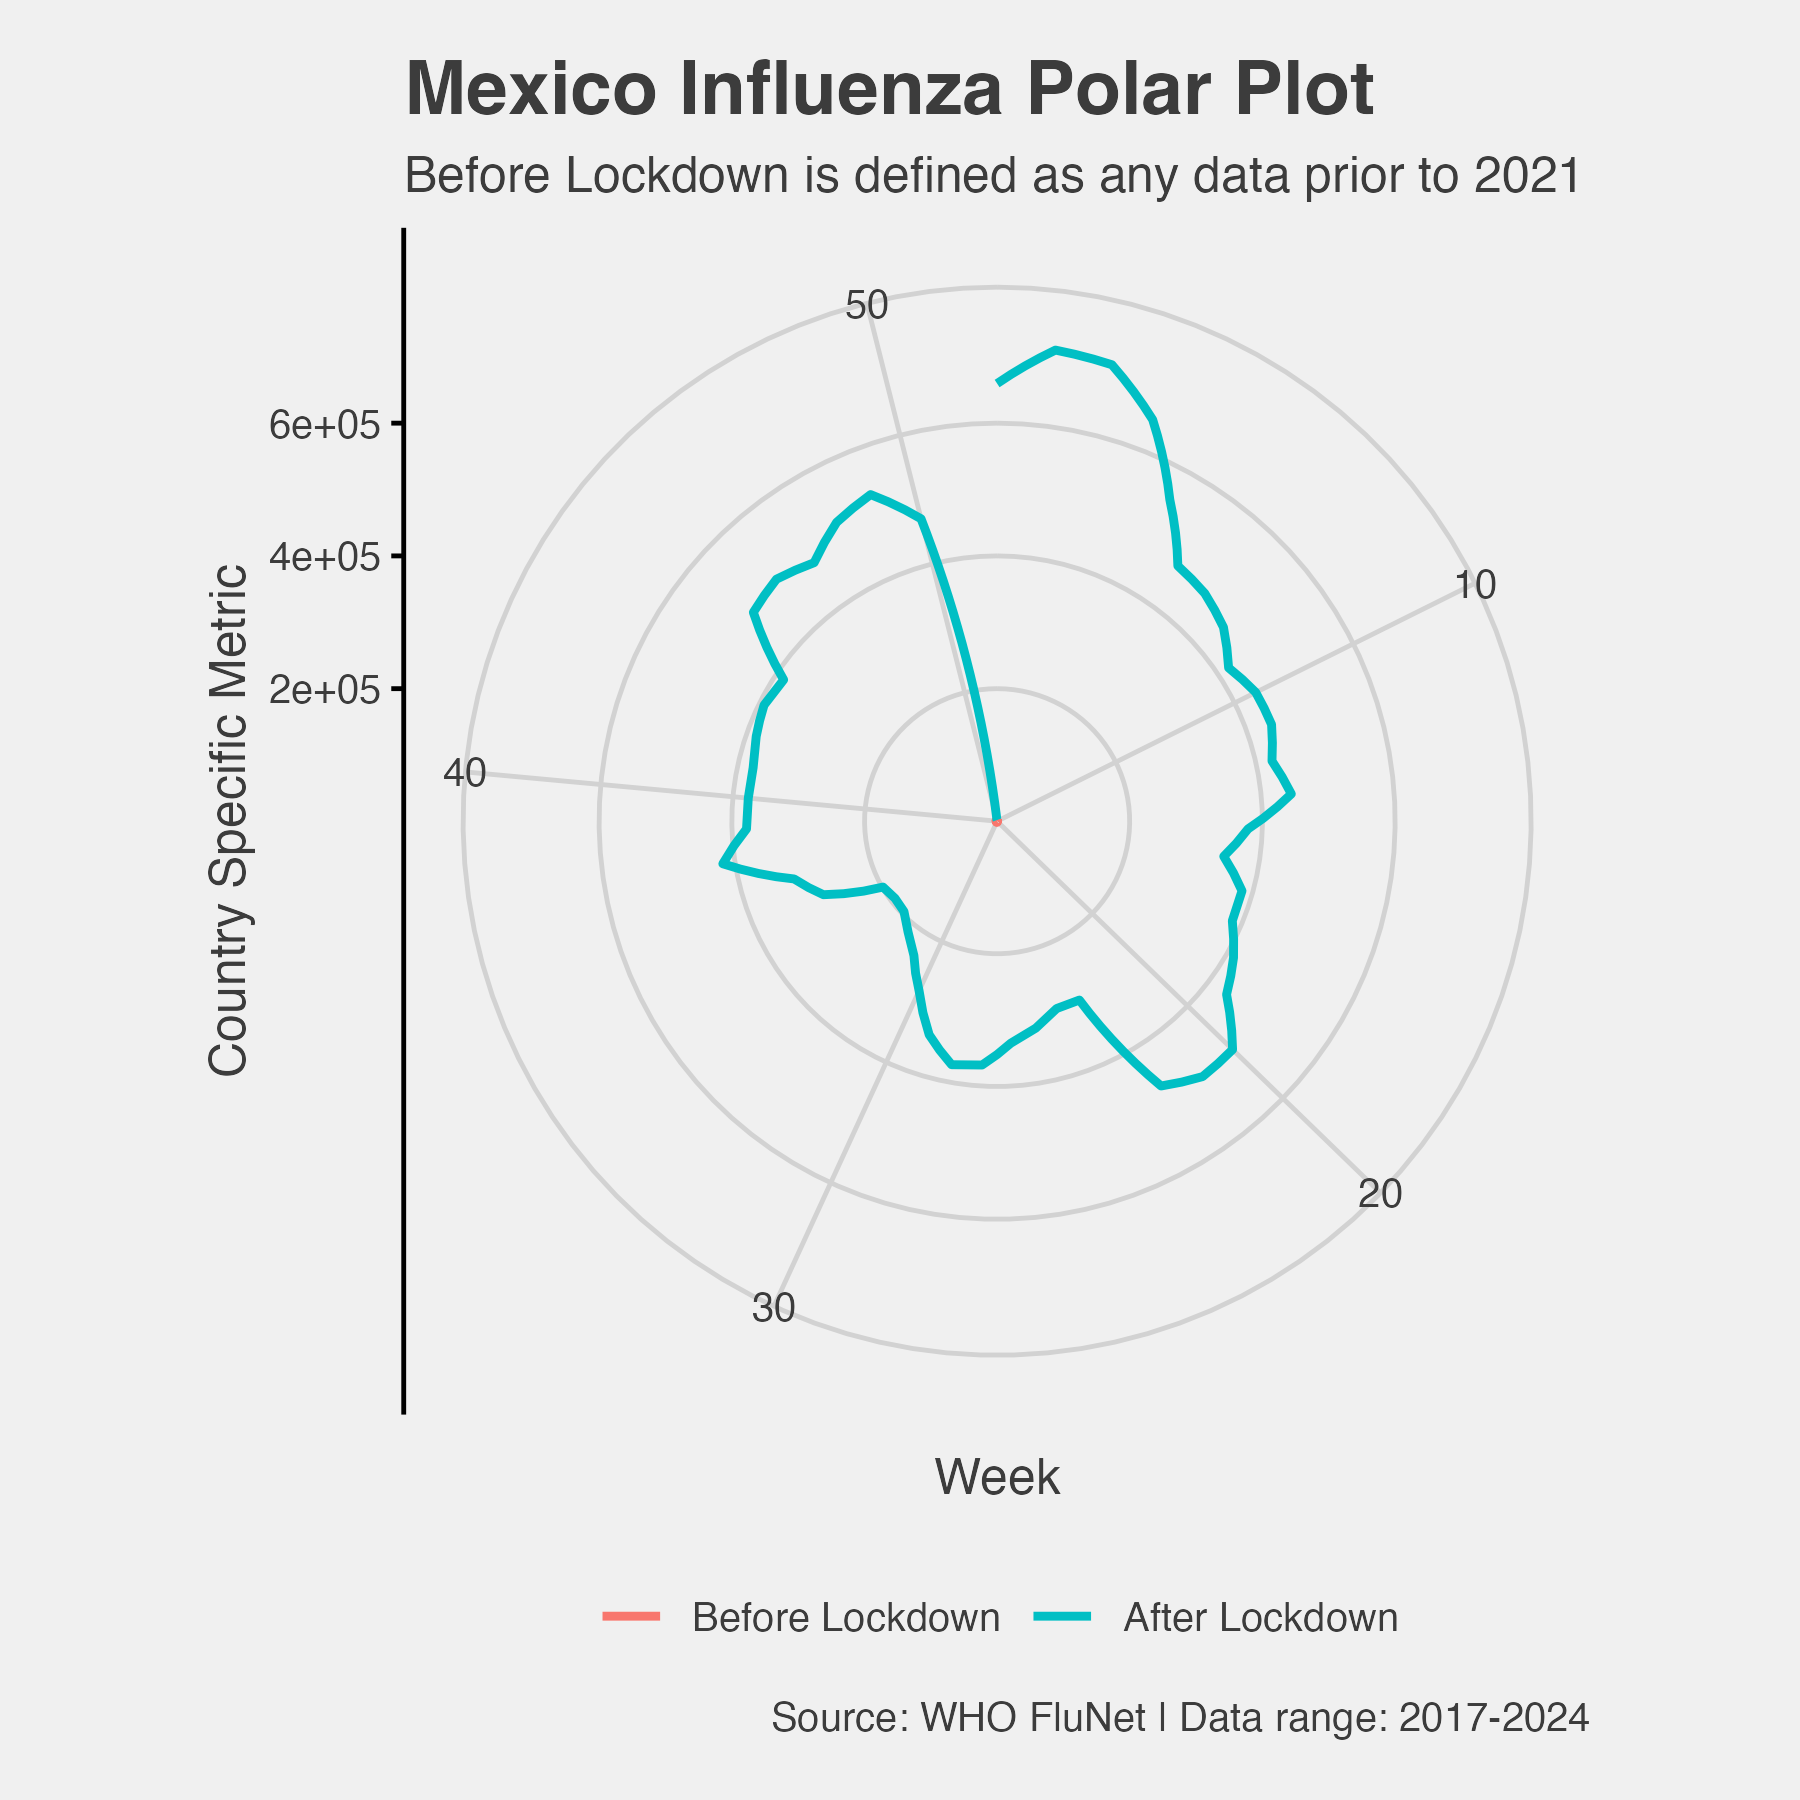 Mexico Influenza Polar Plot
Before Lockdown is defined as any data prior to 2021
50
6e+05
4e+05
10
Country Specific Metric
2e+05
40
20
30
Week
Before Lockdown After Lockdown
Source: WHO FluNet | Data range: 2017-2024